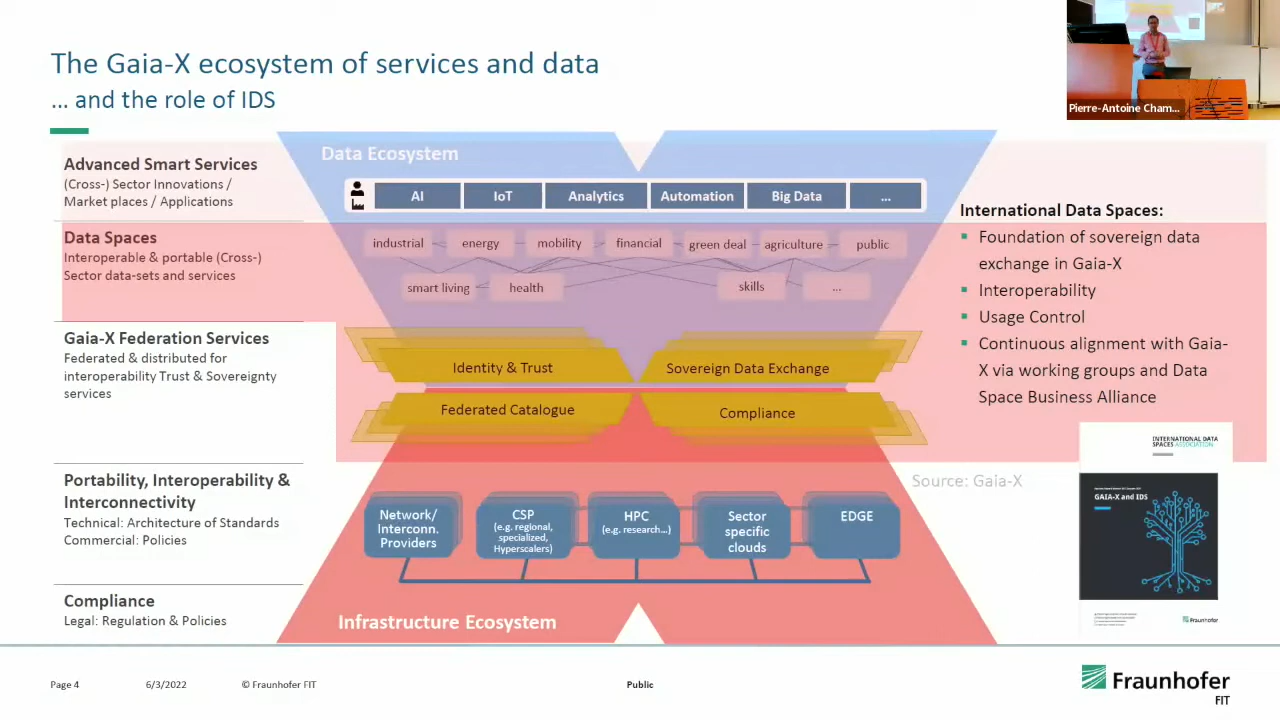 The Gaia-X ecosystem of services and data
... and the role of IDS
Pierre-Antoine Cham...
Advanced Smart Services
(Cross-) Sector Innovations /
Market places / Applications
Data Spaces
Interoperable & portable (Cross-)
Sector data-sets and services
Gaia-X Federation Services
Federated & distributed for
interoperability Trust & Sovereignty
services
Portability, Interoperability &
Interconnectivity
Technical: Architecture of Standards
Commercial: Policies
Compliance
Legal: Regulation & Policies
Data Ecosystem
AI
IoT
Analytics
Automation
Big Data
...
industrial
energy
mobility
financial
green deal
agriculture
public
smart living
health
skills
...
Identity & Trust
Sovereign Data Exchange
Federated Catalogue
Compliance
Network/
Interconn.
Providers
CSP
(e.g. regional,
specialized,
Hyperscalers)
HPC
(e.g. research...)
Sector
specific
clouds
EDGE
Infrastructure Ecosystem
International Data Spaces:
Foundation of sovereign data
exchange in Gaia-X
Interoperability
Usage Control
Continuous alignment with Gaia-
X via working groups and Data
Space Business Alliance
Source: Gaia-X
INTERNATIONAL DATA
SPACES ASSOCIATION
GAIA-X and IDS
Fraunhofer
Page 4
6/3/2022
© Fraunhofer FIT
Public
Fraunhofer
FIT